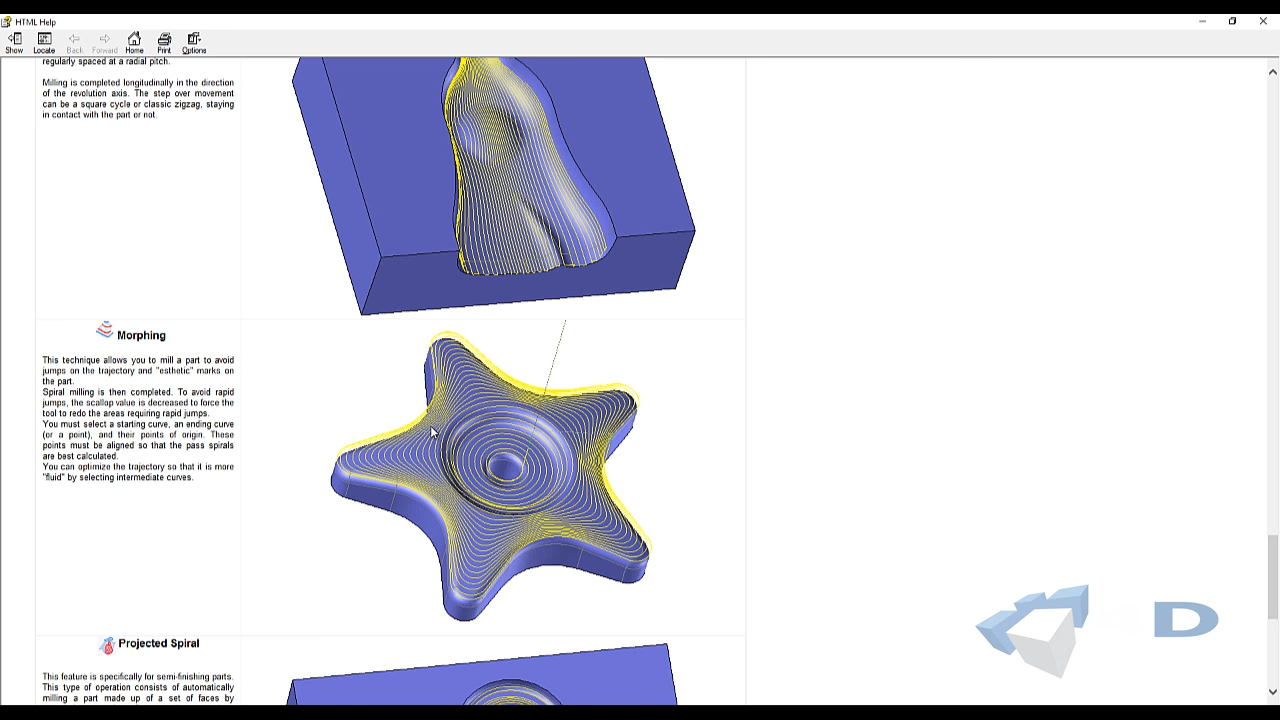 HTML Help
Show Locate Back Forward Home Print Options
regularly spaced at a radial pitch.
Milling is completed longitudinally in the direction
of the revolution axis. The step over movement
can be a square cycle or classic zigzag, staying
in contact with the part or not.
Morphing
This technique allows you to mill a part to avoid
jumps on the trajectory and "esthetic" marks on
the part.
Spiral milling is then completed. To avoid rapid
jumps, the scallop value is decreased to force the
tool to redo the areas requiring rapid jumps.
You must select a starting curve, an ending curve
(or a point), and their points of origin. These
points must be aligned so that the pass spirals
are best calculated.
You can optimize the trajectory so that it is more
"fluid" by selecting intermediate curves.
Projected Spiral
This feature is specifically for semi-finishing parts.
This type of operation consists of automatically
milling a part made up of a set of faces by
D